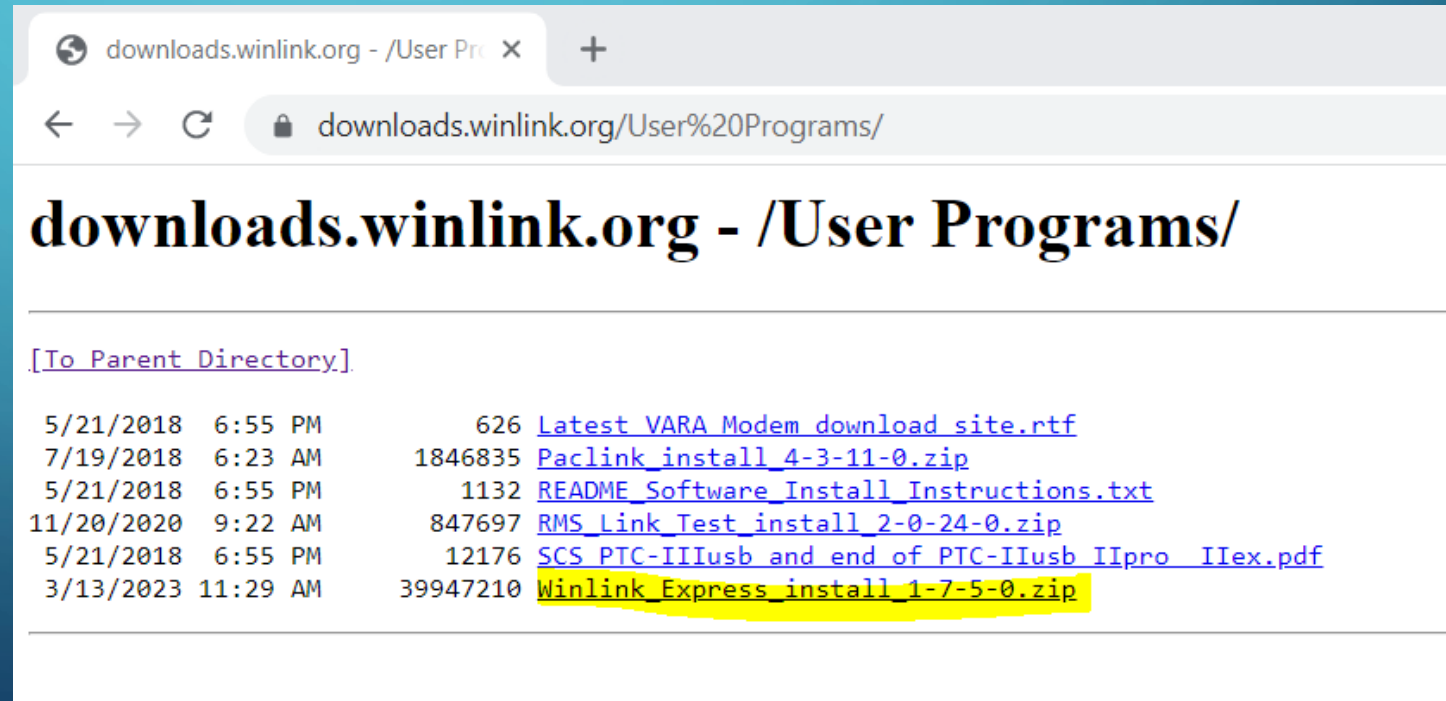 downloads.winlink.org - /User Pro
downloads.winlink.org/User%20Programs/
downloads.winlink.org - /User Programs/
[To Parent Directory]
5/21/2018 6:55 PM 626 Latest VARA Modem download site.rtf
7/19/2018 6:23 AM 1846835 Paclink_install_4-3-11-0.zip
5/21/2018 6:55 PM 1132 README_Software_Install_Instructions.txt
11/20/2020 9:22 AM 847697 RMS_Link_Test_install_2-0-24-0.zip
5/21/2018 6:55 PM 12176 SCS PTC-IIIusb and end of PTC-IIusb IIpro  IIex.pdf
3/13/2023 11:29 AM 39947210 Winlink_Express_install_1-7-5-0.zip